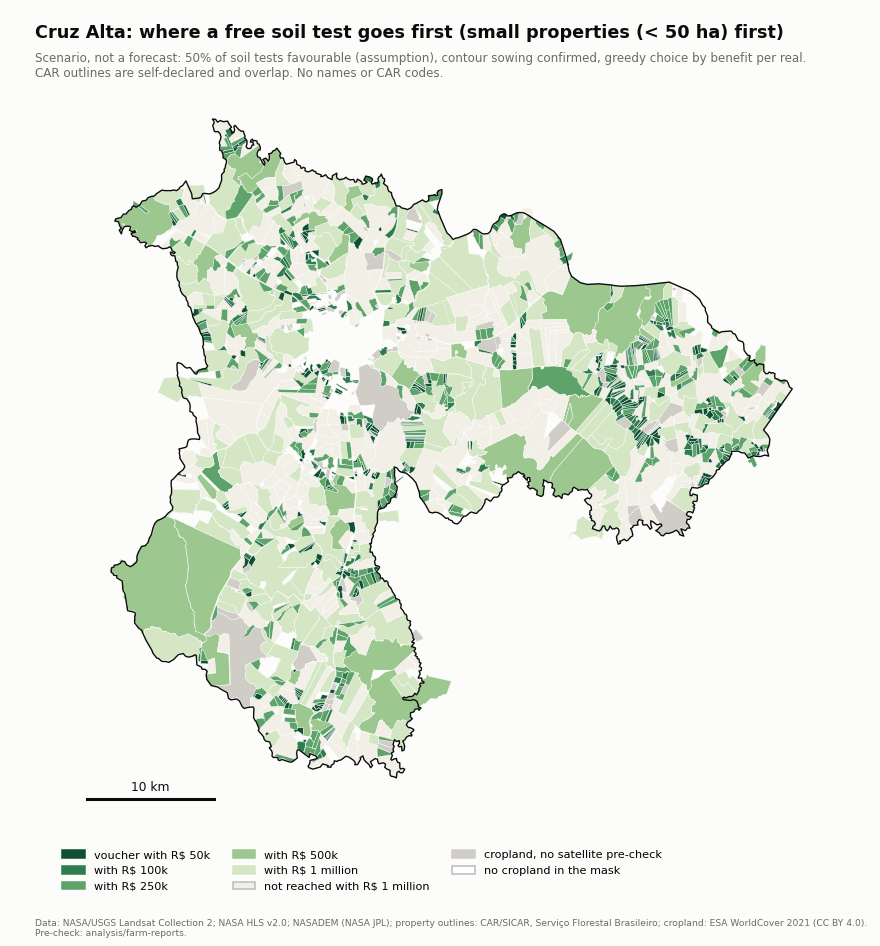 Cruz Alta: where a free soil test goes first (small properties (< 50 ha) first)
Scenario, not a forecast: 50% of soil tests favourable (assumption), contour sowing confirmed, greedy choice by benefit per real.
CAR outlines are self-declared and overlap. No names or CAR codes.
10 km
voucher with R$ 50k
with R$ 100k
with R$ 250k
with R$ 500k
with R$ 1 million
not reached with R$ 1 million
cropland, no satellite pre-check
no cropland in the mask
Data: NASA/USGS Landsat Collection 2; NASA HLS v2.0; NASADEM (NASA JPL); property outlines: CAR/SICAR, Serviço Florestal Brasileiro; cropland: ESA WorldCover 2021 (CC BY 4.0).
Pre-check: analysis/farm-reports.